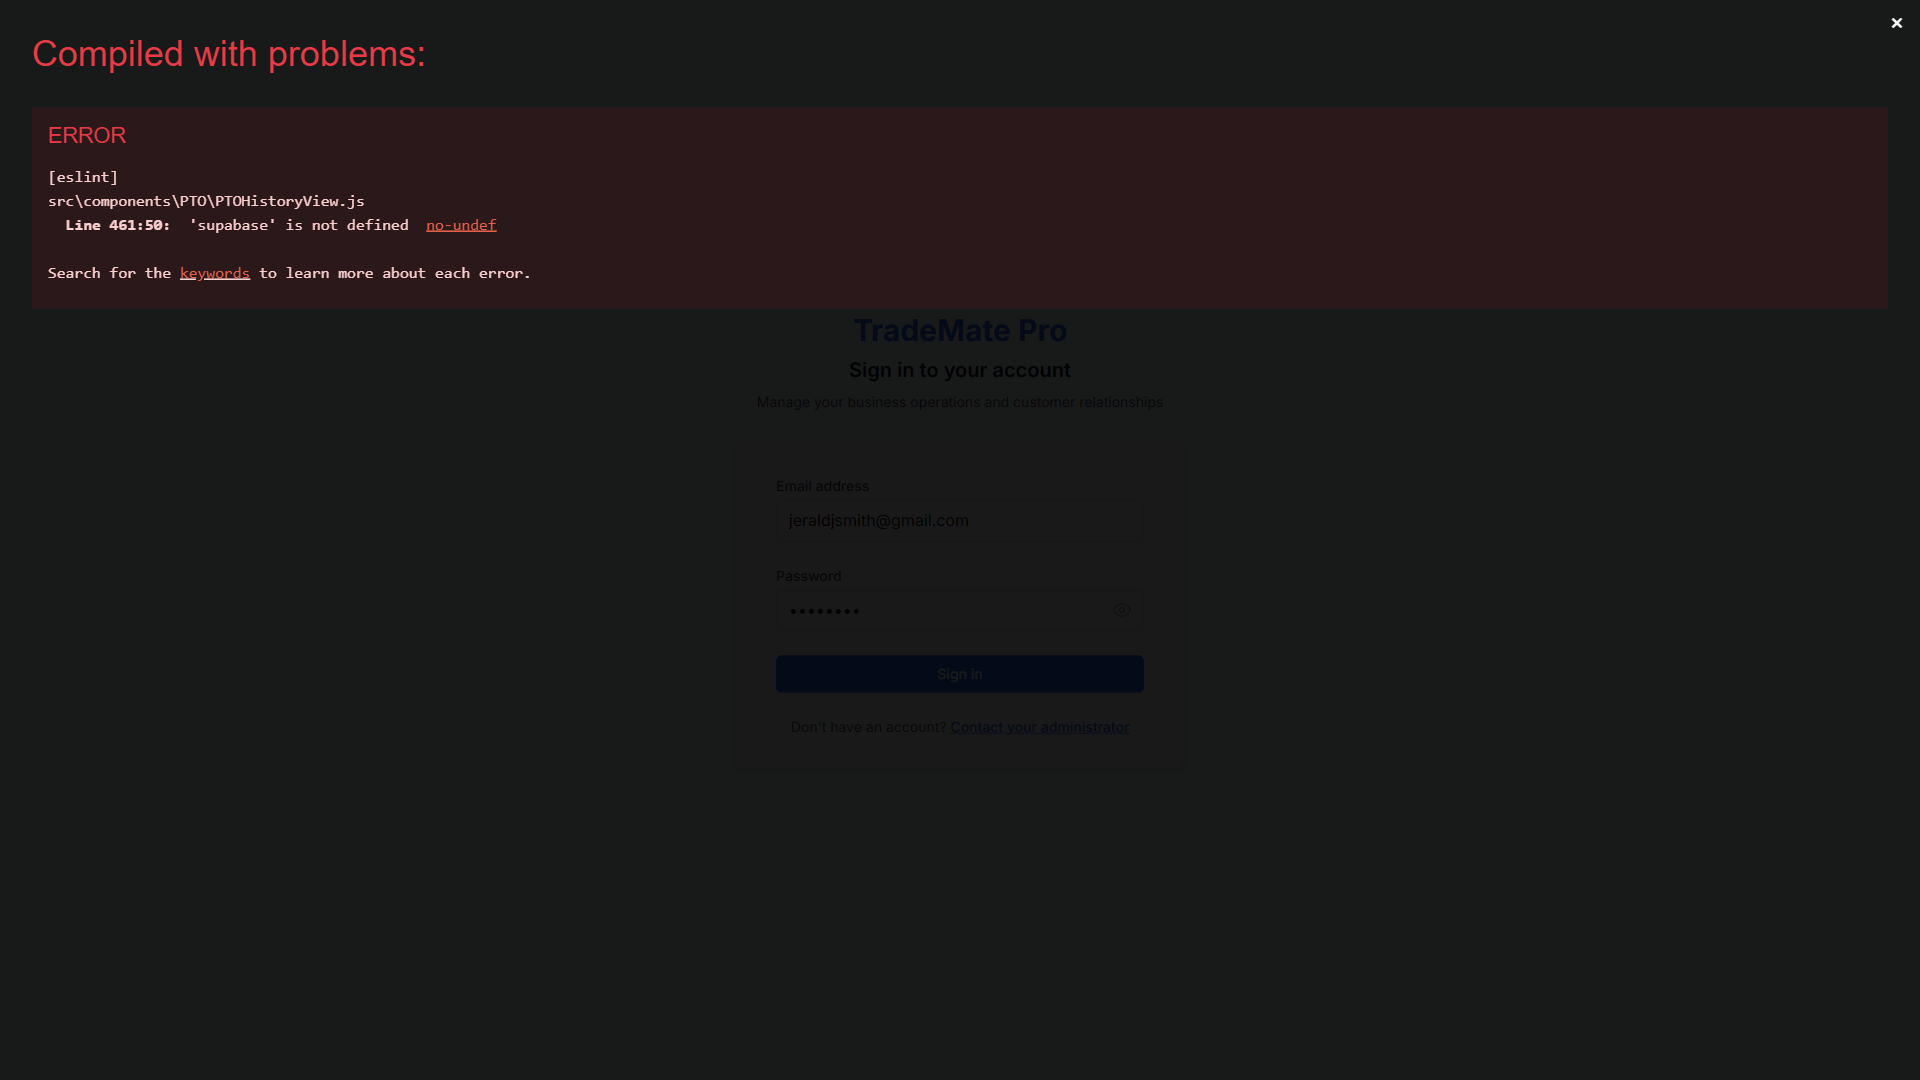 ×
Compiled with problems:
ERROR
[eslint]
src\components\PTO\PTOHistoryView.js
Line 461:50:  'supabase' is not defined  no-undef
Search for the keywords to learn more about each error.
TradeMate Pro
Sign in to your account
Manage your business operations and customer relationships
Email address
jeraldjsmith@gmail.com
Password
••••••••
Sign in
Don't have an account? Contact your administrator